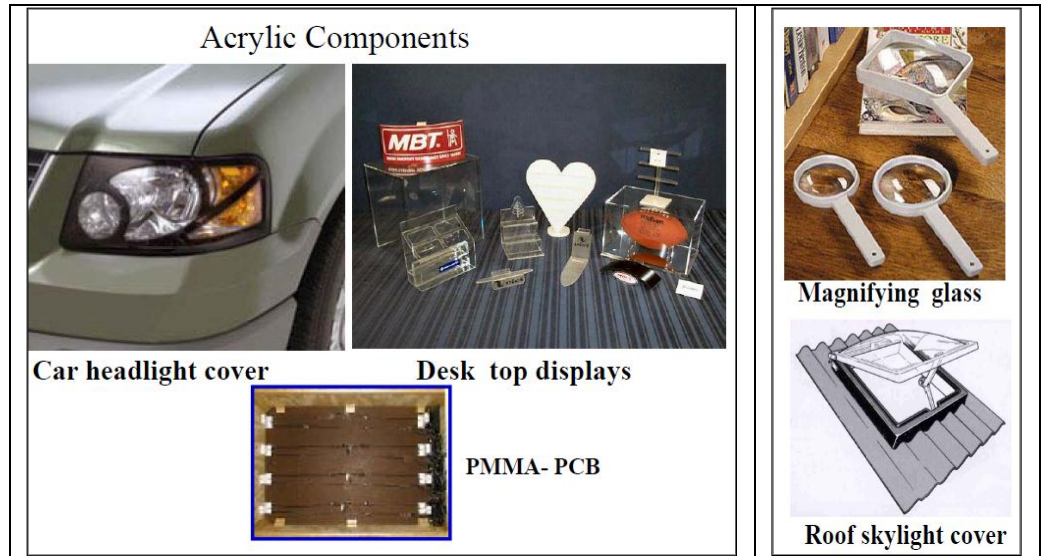 Acrylic Components
MBT.
Car headlight cover
Desk top displays
PMMA- PCB
Magnifying glass
Roof skylight cover